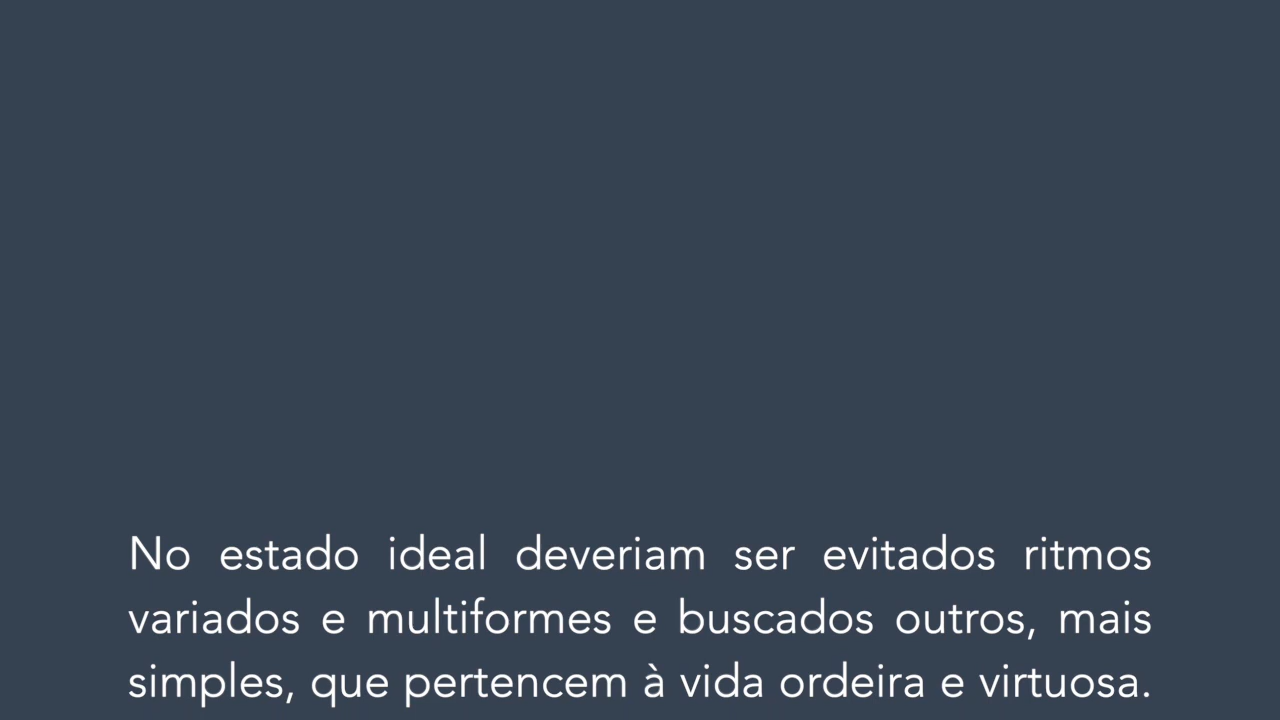 No estado ideal deveriam ser evitados ritmos
variados e multiformes e buscados outros, mais
simples, que pertencem à vida ordeira e virtuosa.